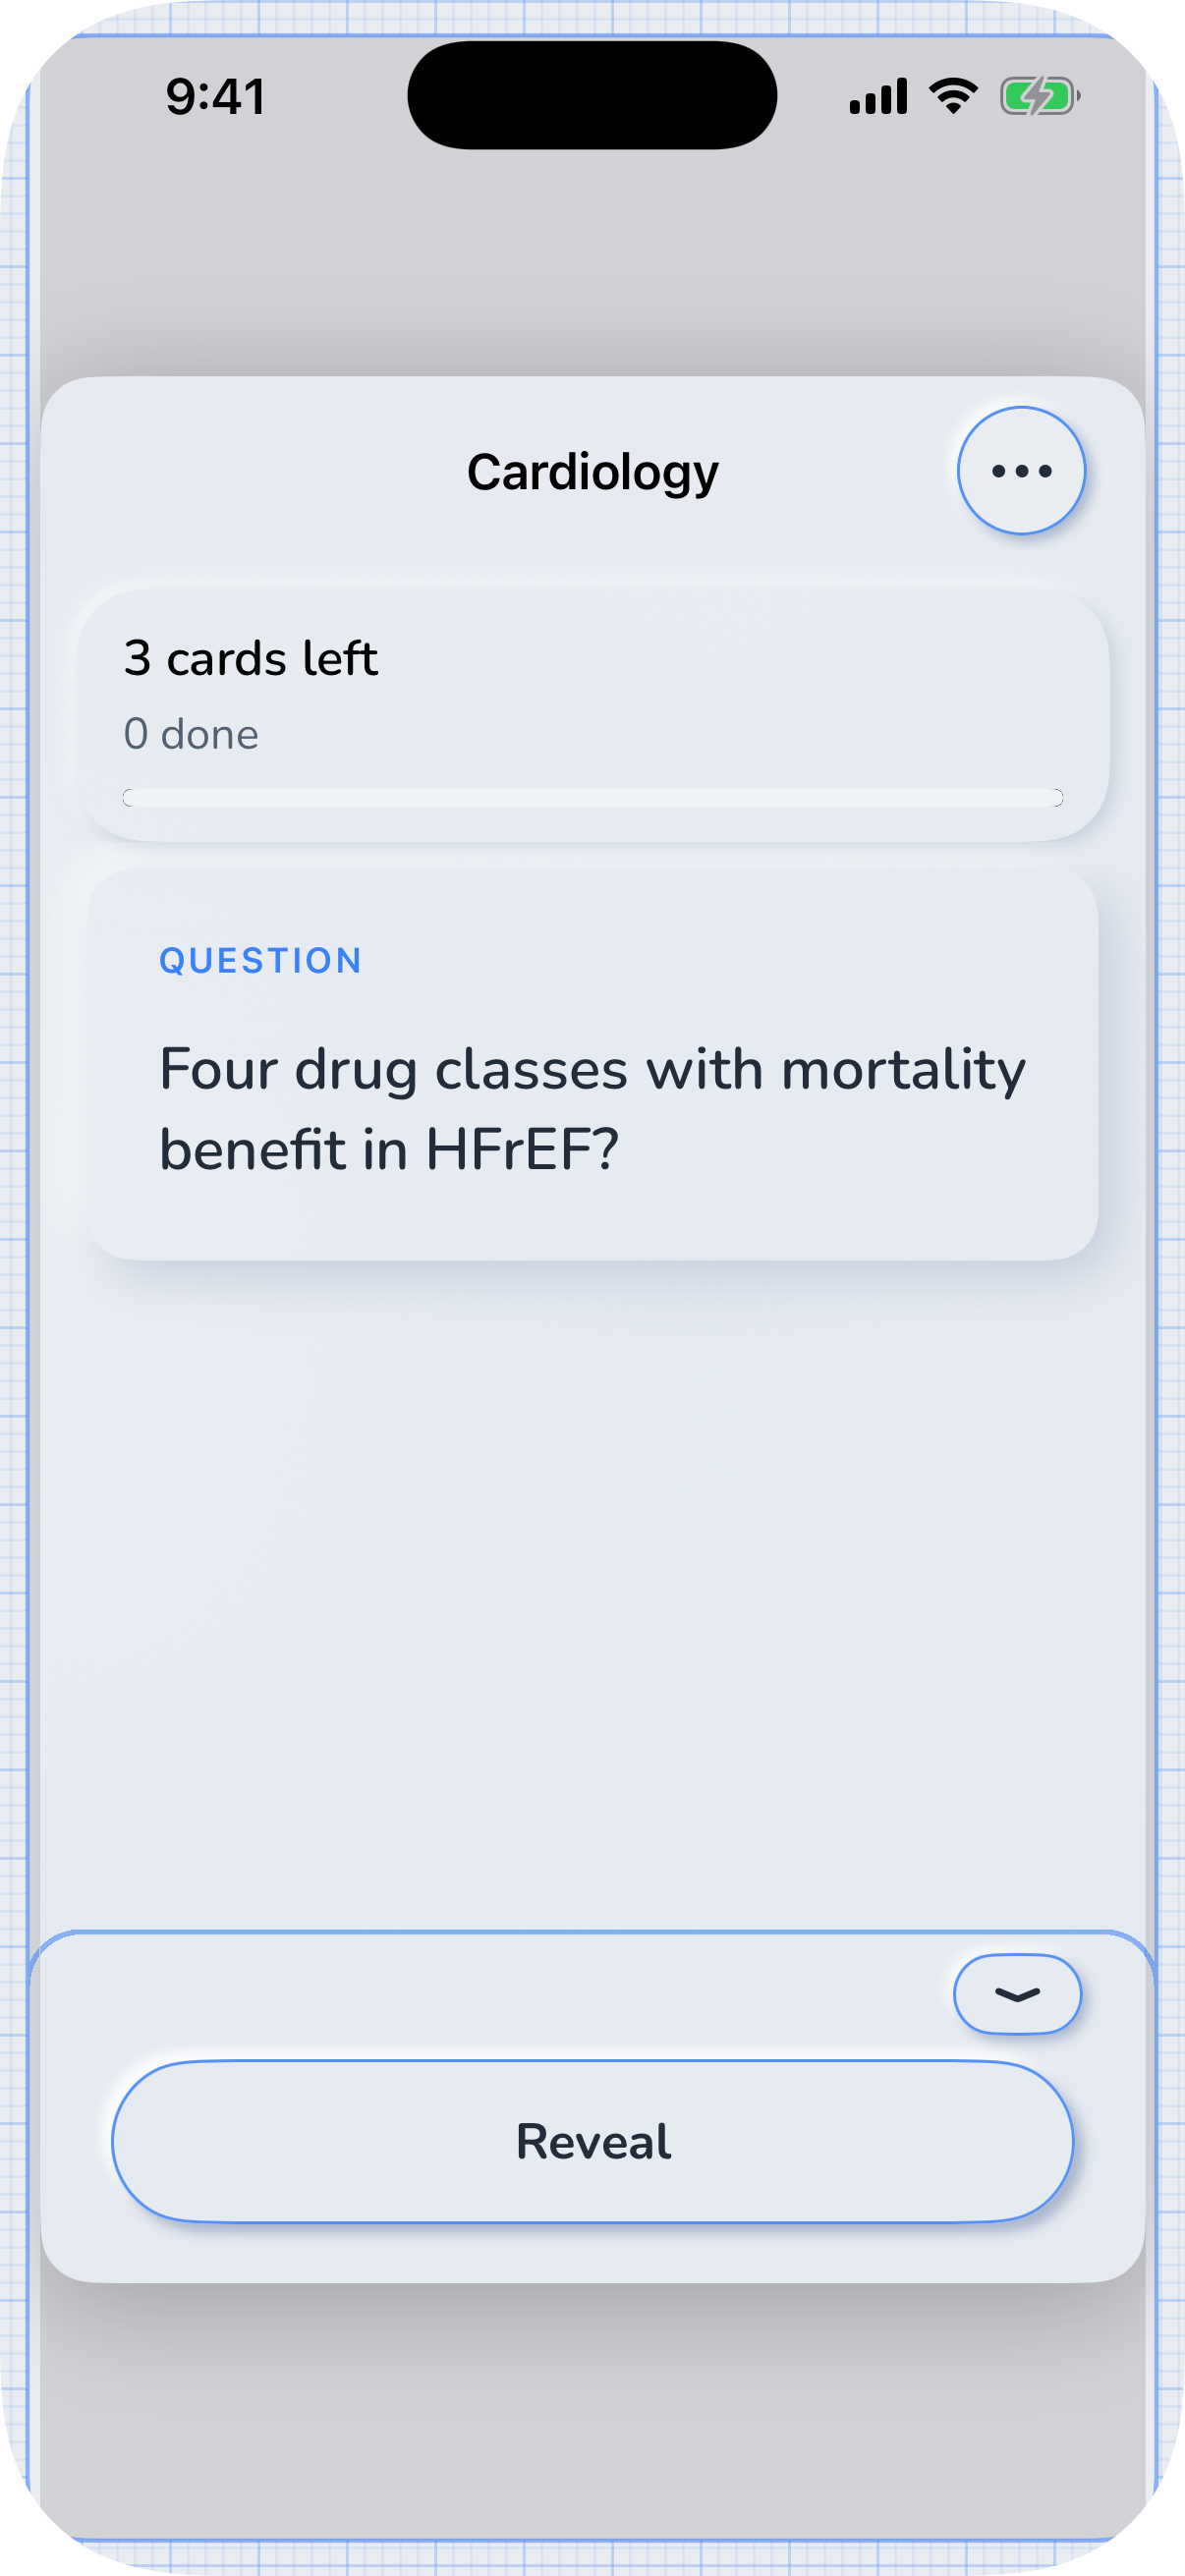 9:41
Cardiology
3 cards left
0 done
QUESTION
Four drug classes with mortality
benefit in HFrEF?
Reveal